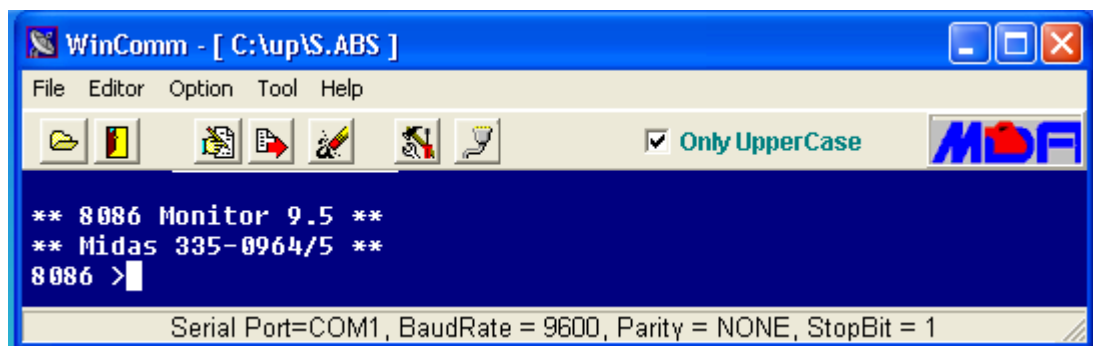 WinComm - [ C:\up\S.ABS ]
File Editor Option Tool Help
Only UpperCase MDA
** 8086 Monitor 9.5 **
** Midas 335-0964/5 **
8086 >
Serial Port=COM1, BaudRate = 9600, Parity = NONE, StopBit = 1